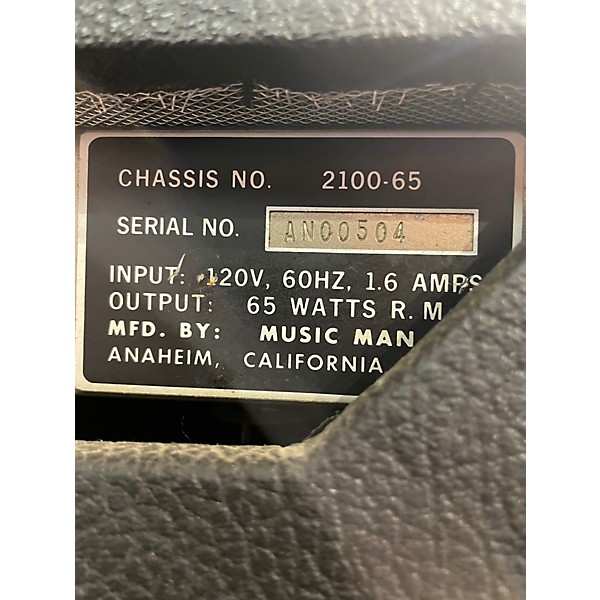 CHASSIS NO. 2100-65
SERIAL NO. AN00504
INPUT: 120V, 60HZ, 1.6 AMPS
OUTPUT: 65 WATTS R. M
MFD. BY: MUSIC MAN
ANAHEIM, CALIFORNIA